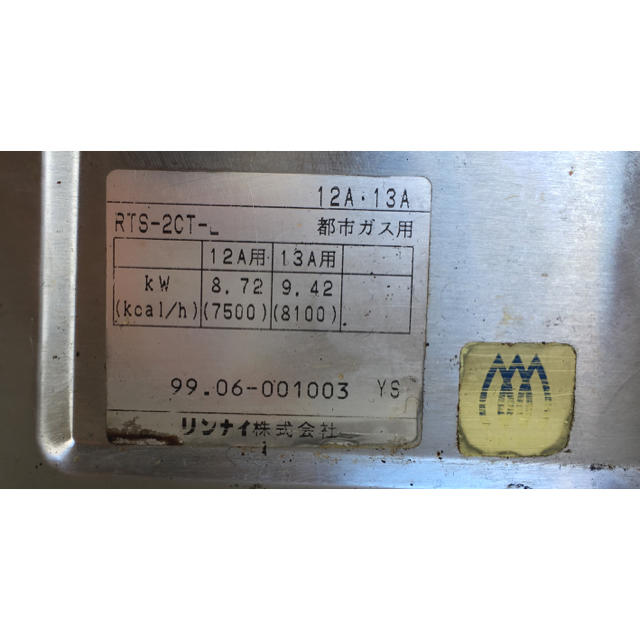 12A・13A
RTS-2CT-L 都市ガス用
12A用 13A用
kW 8.72 9.42
(kcal/h) (7500) (8100)
99.06-001003 YS
リンナイ株式会社